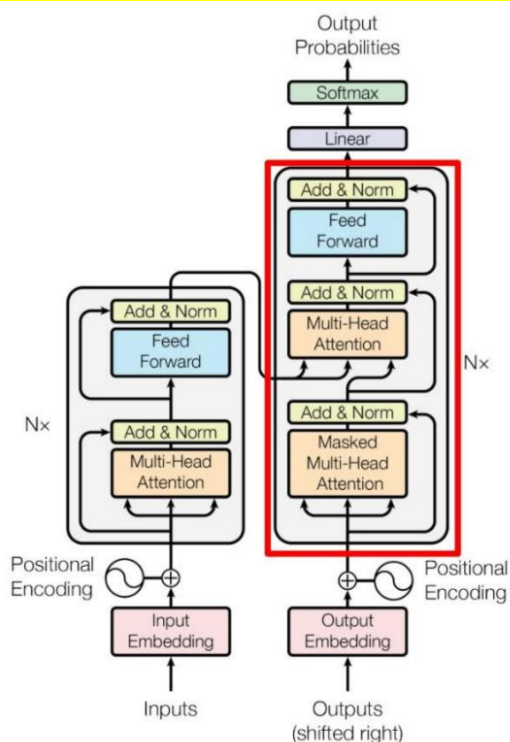 Output
Probabilities
Softmax
Linear
Add & Norm
Feed
Forward
Add & Norm
Multi-Head
Attention
Add & Norm
Masked
Multi-Head
Attention
Nx
Add & Norm
Feed
Forward
Add & Norm
Multi-Head
Attention
Nx
Positional
Encoding
Positional
Encoding
Input
Embedding
Output
Embedding
Inputs
Outputs
(shifted right)